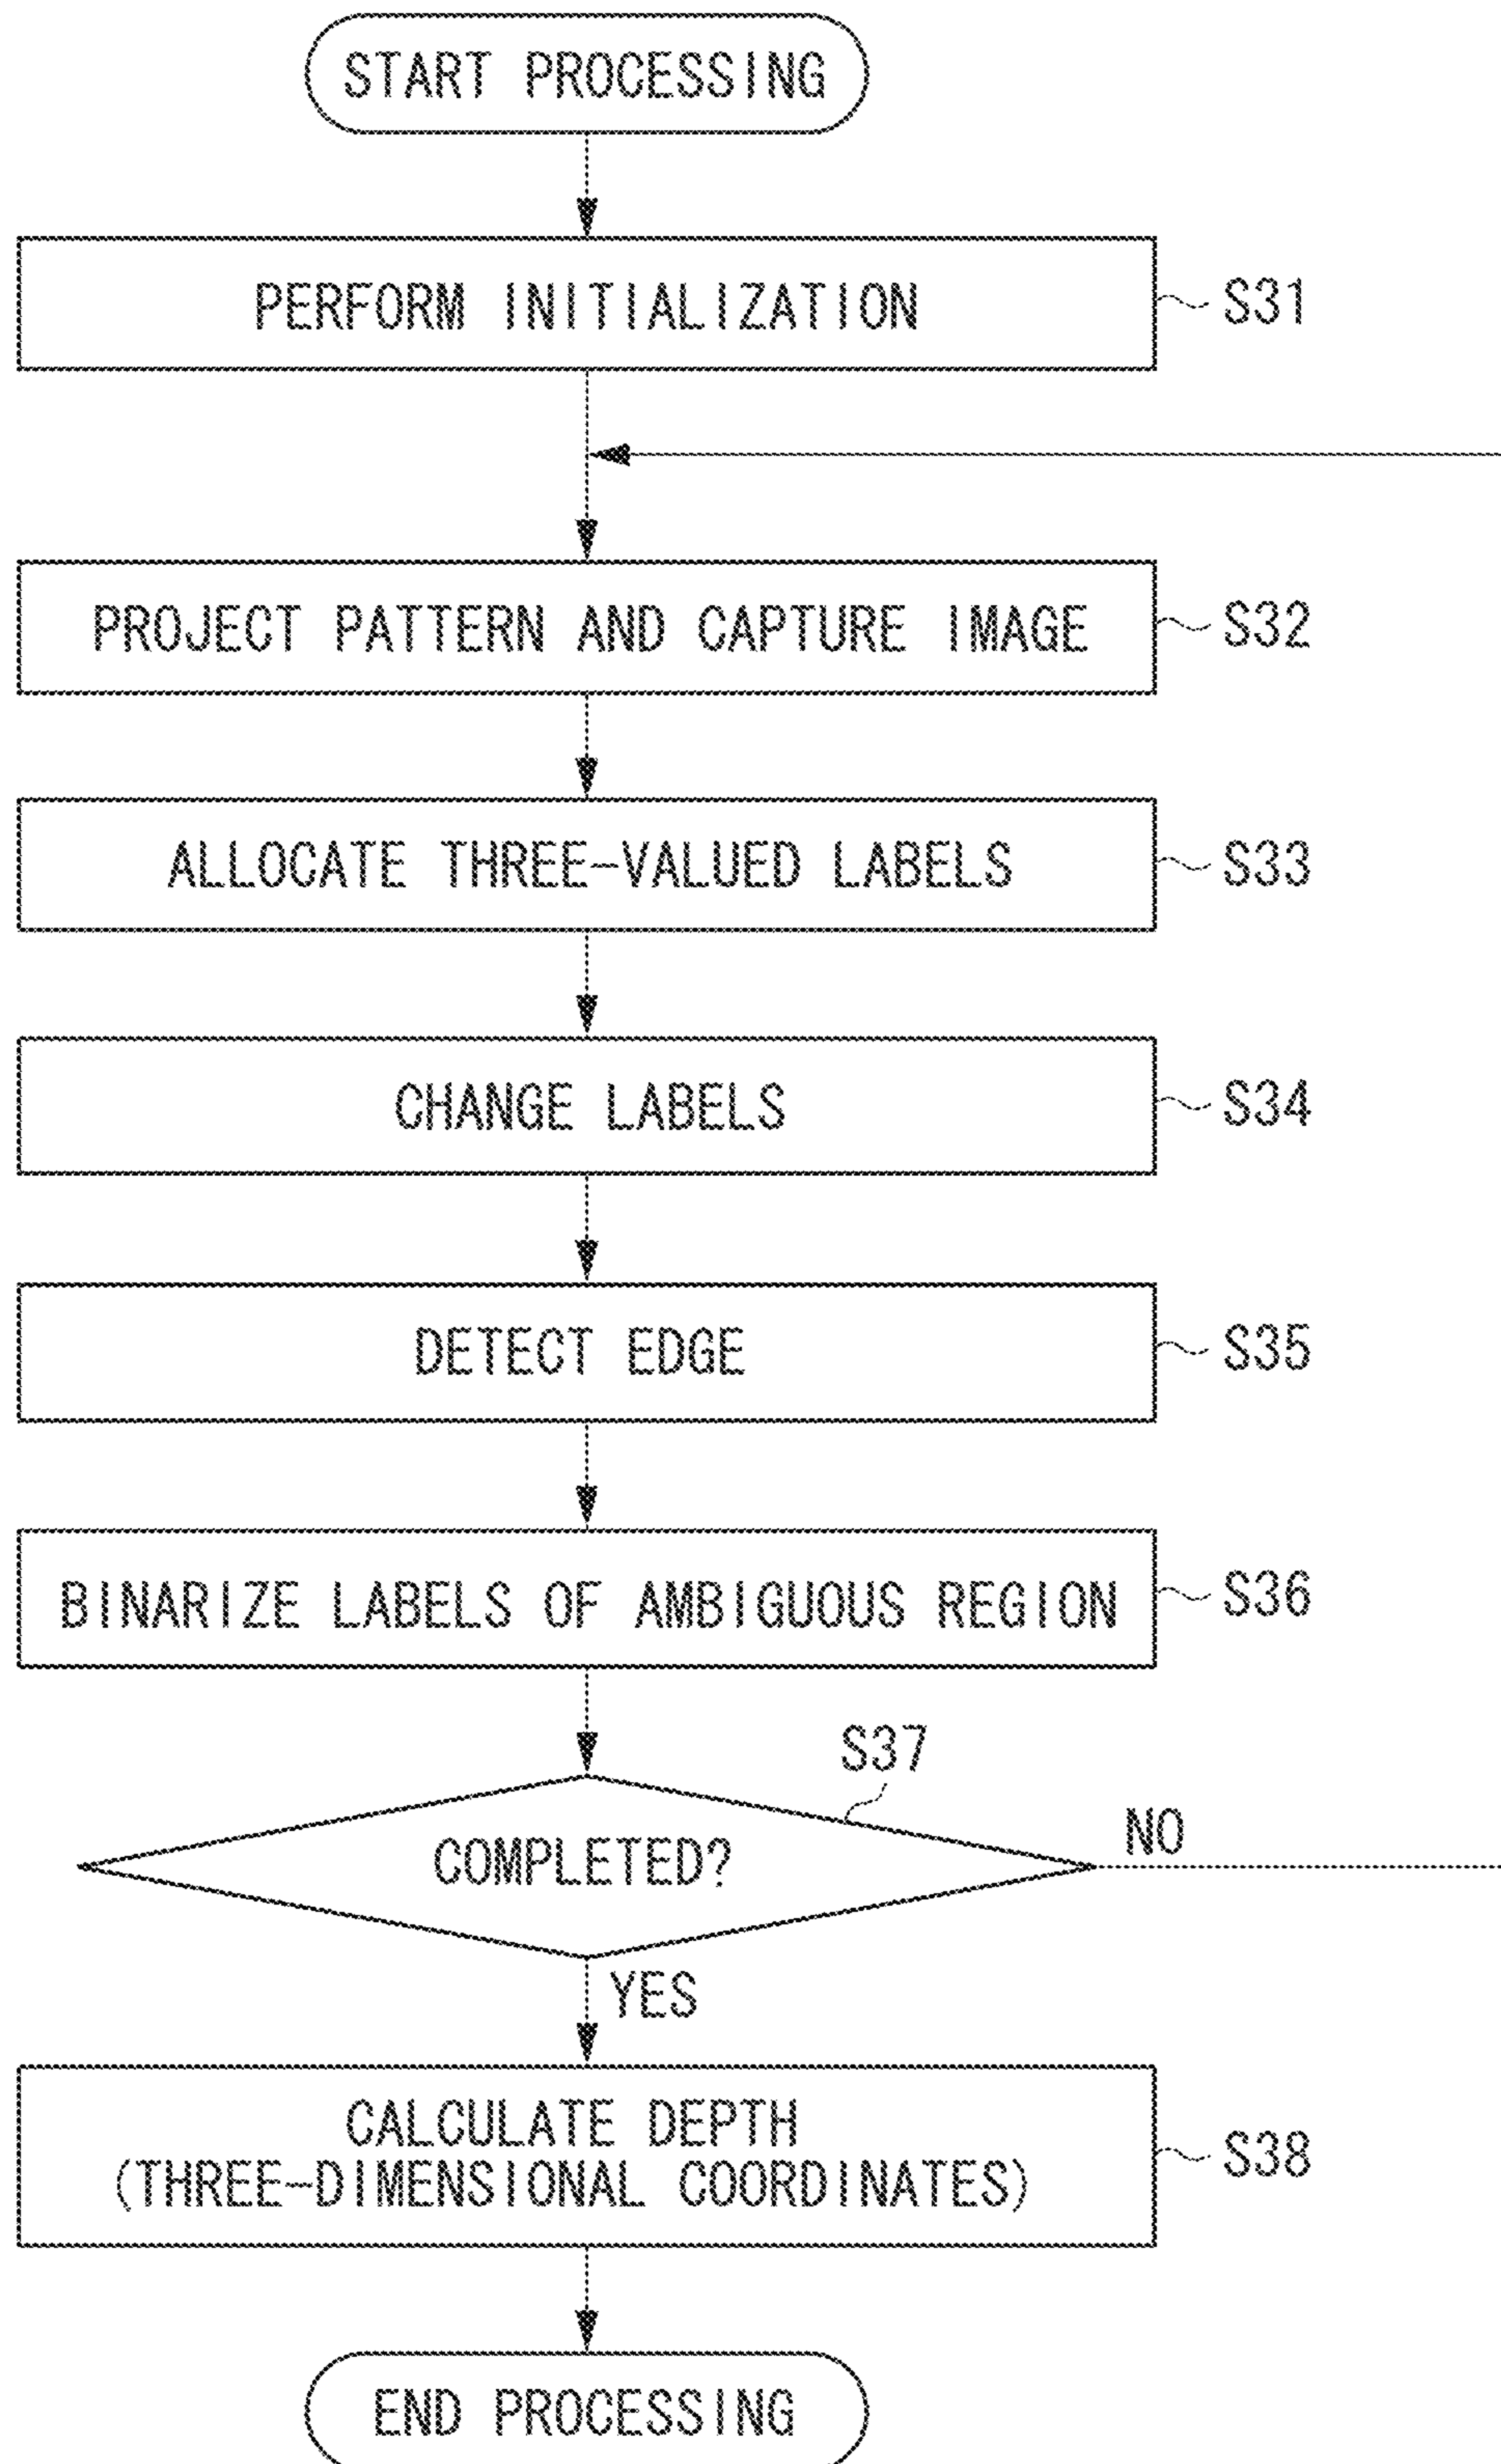 START PROCESSING
PERFORM INITIALIZATION
S31
PROJECT PATTERN AND CAPTURE IMAGE
S32
ALLOCATE THREE-VALUED LABELS
S33
CHANGE LABELS
S34
DETECT EDGE
S35
BINARIZE LABELS OF AMBIGUOUS REGION
S36
S37
COMPLETED?
NO
YES
CALCULATE DEPTH
(THREE-DIMENSIONAL COORDINATES)
S38
END PROCESSING